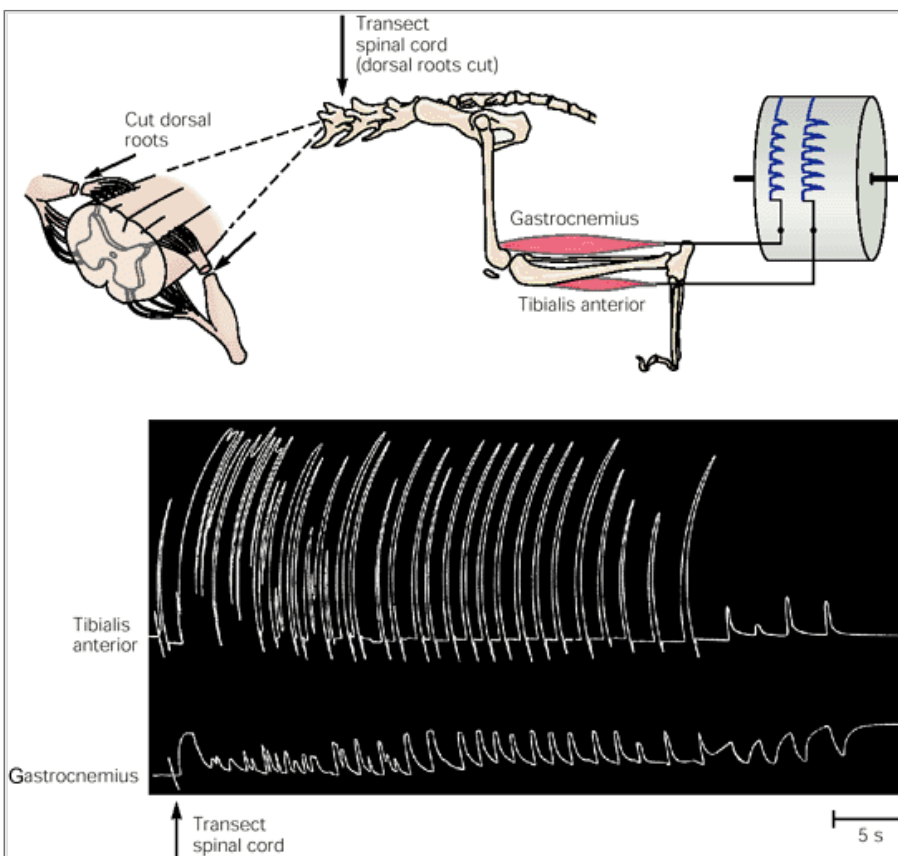 Transect
spinal cord
(dorsal roots cut)
Cut dorsal
roots
Gastrocnemius
Tibialis anterior
Tibialis
anterior
Gastrocnemius
Transect
spinal cord
5 s